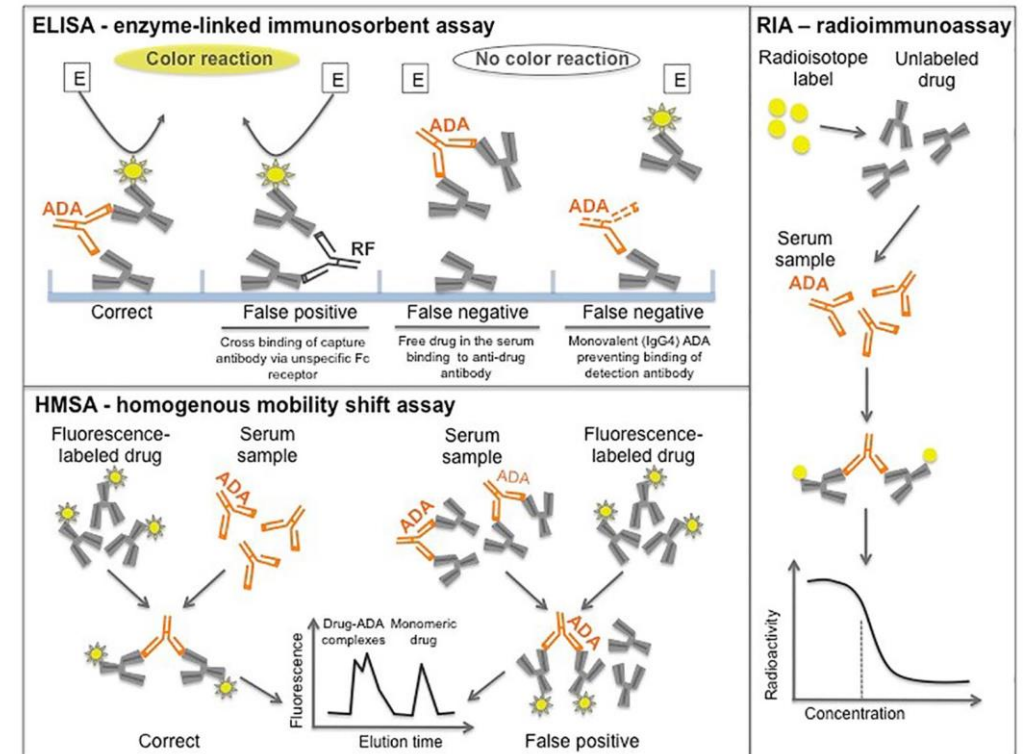 ELISA - enzyme-linked immunosorbent assay
Color reaction
No color reaction
E
E
E
E
ADA
RF
ADA
ADA
Correct
False positive
False negative
False negative
Cross binding of capture
antibody via unspecific Fc
receptor
Free drug in the serum
binding to anti-drug
antibody
Monovalent (IgG4) ADA
preventing binding of
detection antibody
HMSA - homogenous mobility shift assay
Fluorescence-
labeled drug
Serum
sample
ADA
Serum
sample
ADA
ADA
Fluorescence-
labeled drug
ADA
Fluorescence
Drug-ADA
complexes
Monomeric
drug
Elution time
Correct
False positive
RIA – radioimmunoassay
Radioisotope
label
Unlabeled
drug
Serum
sample
ADA
Radioactivity
Concentration